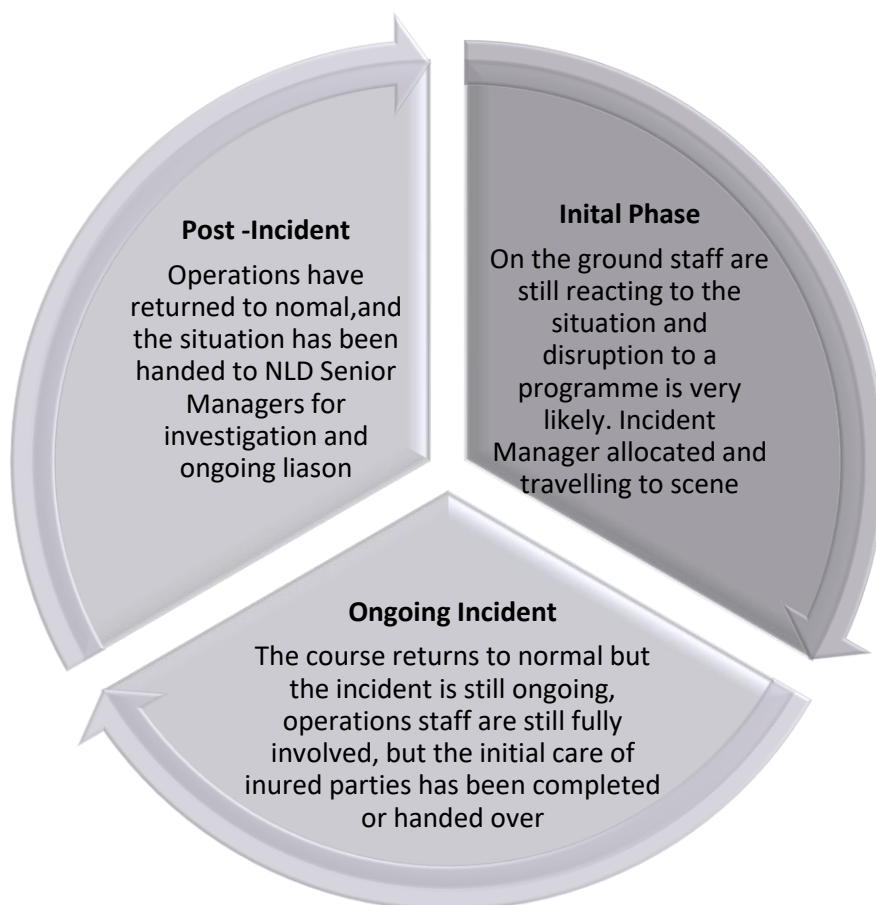 Post -Incident
Operations have
returned to nomal,and
the situation has been
handed to NLD Senior
Managers for
investigation and
ongoing liason
Inital Phase
On the ground staff are
still reacting to the
situation and
disruption to a
programme is very
likely. Incident
Manager allocated and
travelling to scene
Ongoing Incident
The course returns to normal but
the incident is still ongoing,
operations staff are still fully
involved, but the initial care of
inured parties has been completed
or handed over